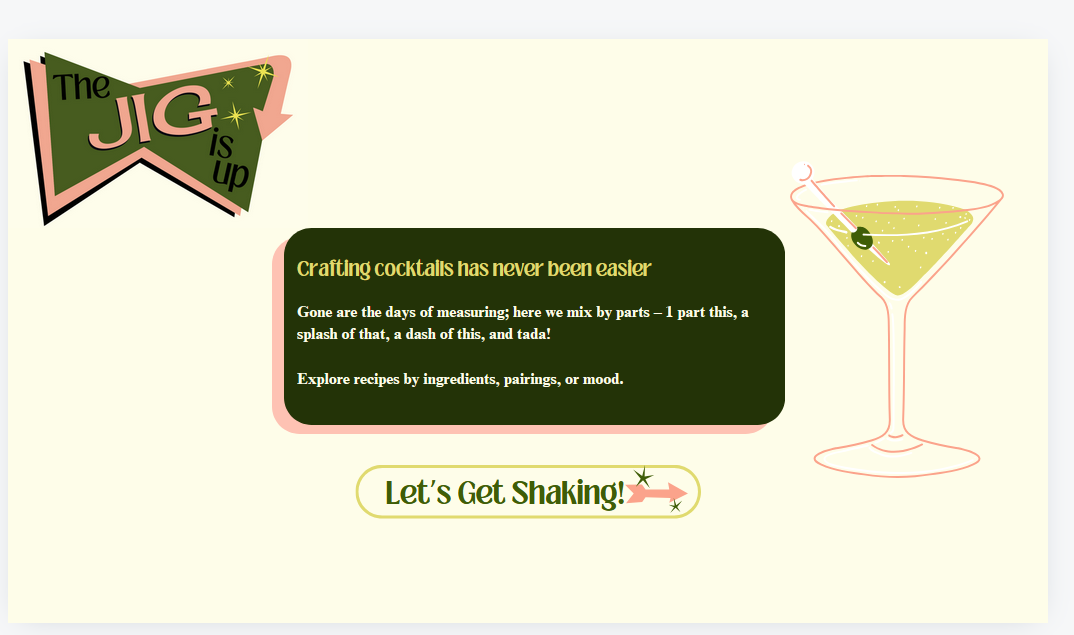 The
JIG
is
up
Crafting cocktails has never been easier
Gone are the days of measuring; here we mix by parts – 1 part this, a
splash of that, a dash of this, and tada!
Explore recipes by ingredients, pairings, or mood.
Let's Get Shaking!